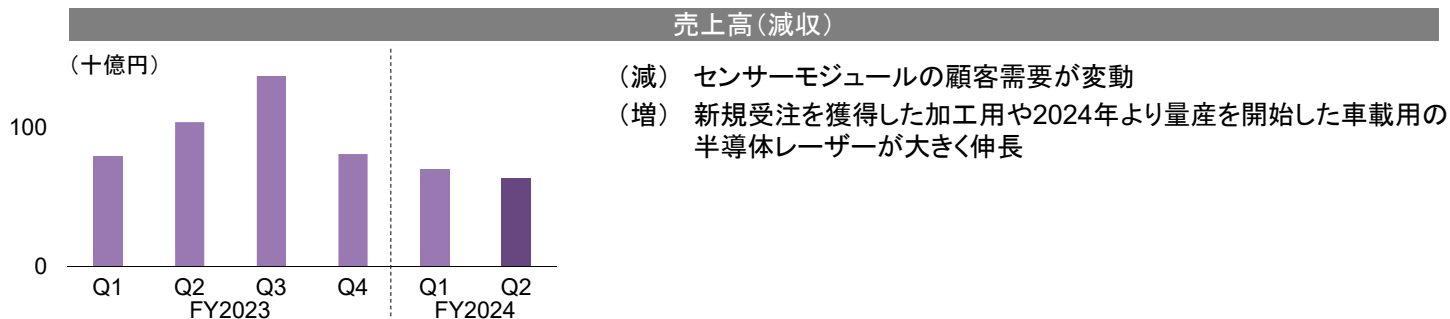 売上高（減収）
（十億円）
（減） センサーモジュールの顧客需要が変動
（増） 新規受注を獲得した加工用や2024年より量産を開始した車載用の
半導体レーザーが大きく伸長
100
0
Q1 Q2 Q3 Q4 Q1 Q2
FY2023 FY2024